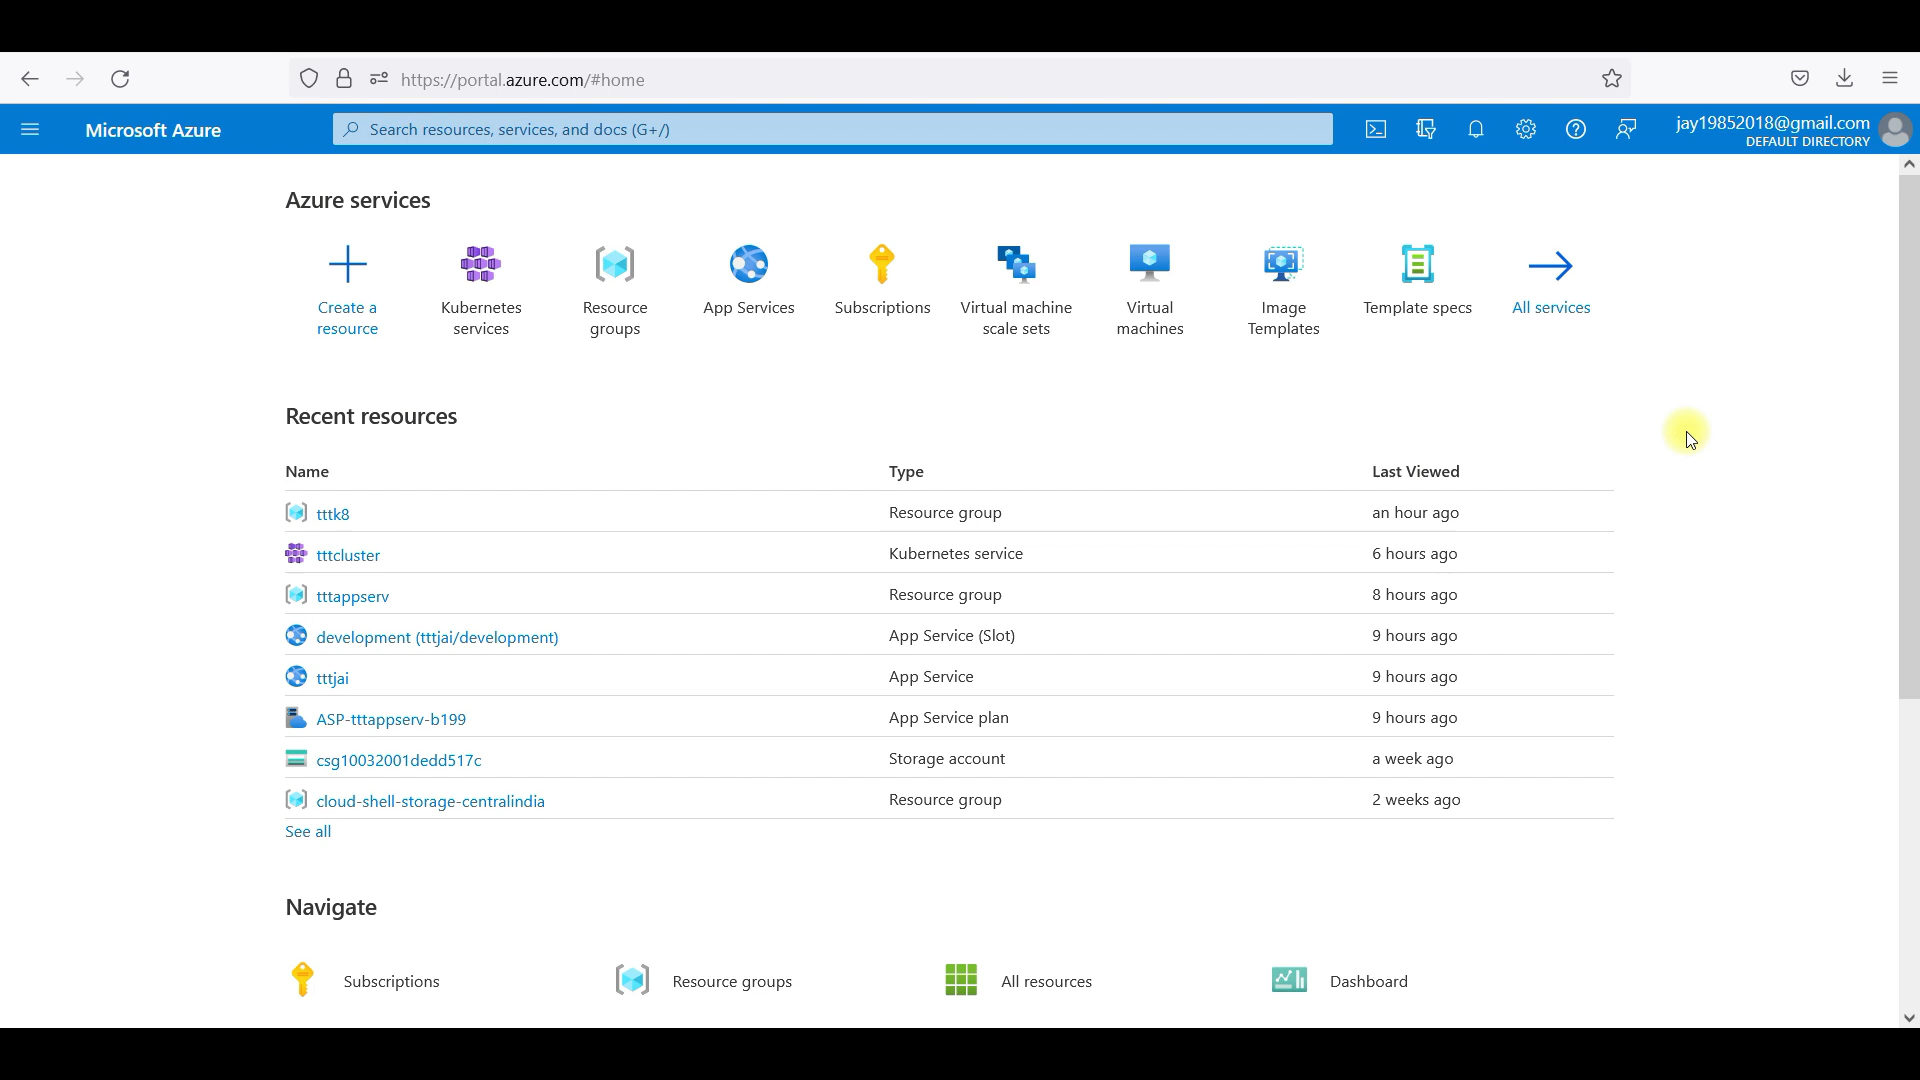 https://portal.azure.com/#home
Microsoft Azure
Search resources, services, and docs (G+/)
jay19852018@gmail.com
DEFAULT DIRECTORY
Azure services
Create a resource
Kubernetes services
Resource groups
App Services
Subscriptions
Virtual machine scale sets
Virtual machines
Image Templates
Template specs
All services
Recent resources
Name Type Last Viewed
tttk8 Resource group an hour ago
tttcluster Kubernetes service 6 hours ago
tttappserv Resource group 8 hours ago
development (tttjai/development) App Service (Slot) 9 hours ago
tttjai App Service 9 hours ago
ASP-tttappserv-b199 App Service plan 9 hours ago
csg10032001dedd517c Storage account a week ago
cloud-shell-storage-centralindia Resource group 2 weeks ago
See all
Navigate
Subscriptions Resource groups All resources Dashboard